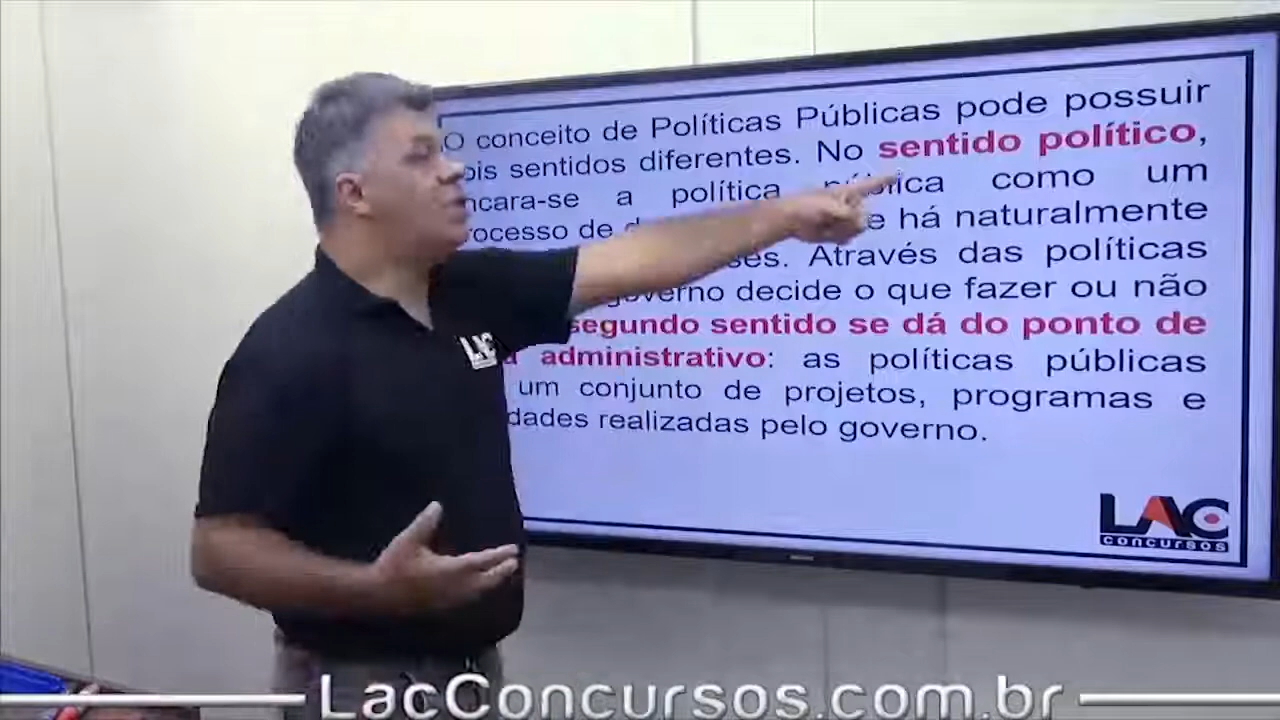 O conceito de Políticas Públicas pode possuir
ois sentidos diferentes. No sentido político,
ncara-se a política pública como um
rocesso de d e há naturalmente
ses. Através das políticas
governo decide o que fazer ou não
segundo sentido se dá do ponto de
a administrativo: as políticas públicas
um conjunto de projetos, programas e
dades realizadas pelo governo.
LAC
LAC
concursos
LacConcursos.com.br